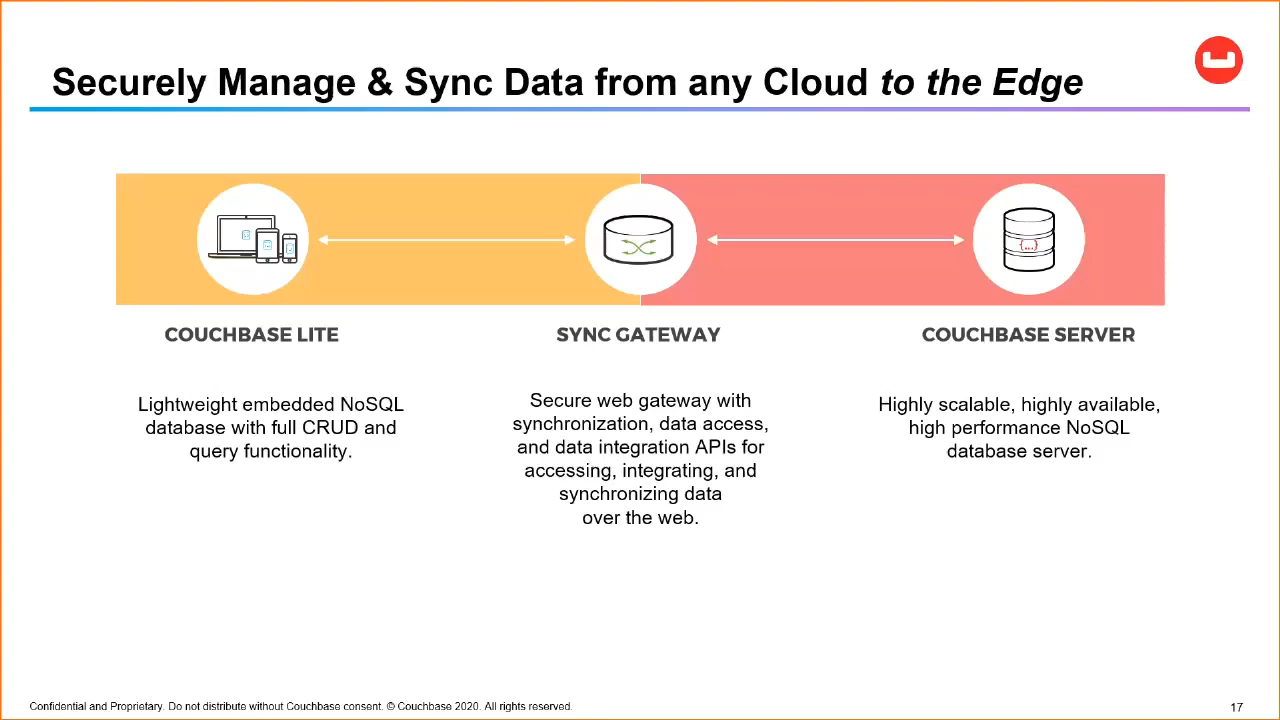 Securely Manage & Sync Data from any Cloud to the Edge
{...}
COUCHBASE LITE
SYNC GATEWAY
COUCHBASE SERVER
Lightweight embedded NoSQL
database with full CRUD and
query functionality.
Secure web gateway with
synchronization, data access,
and data integration APIs for
accessing, integrating, and
synchronizing data
over the web.
Highly scalable, highly available,
high performance NoSQL
database server.
Confidential and Proprietary. Do not distribute without Couchbase consent. © Couchbase 2020. All rights reserved.
17